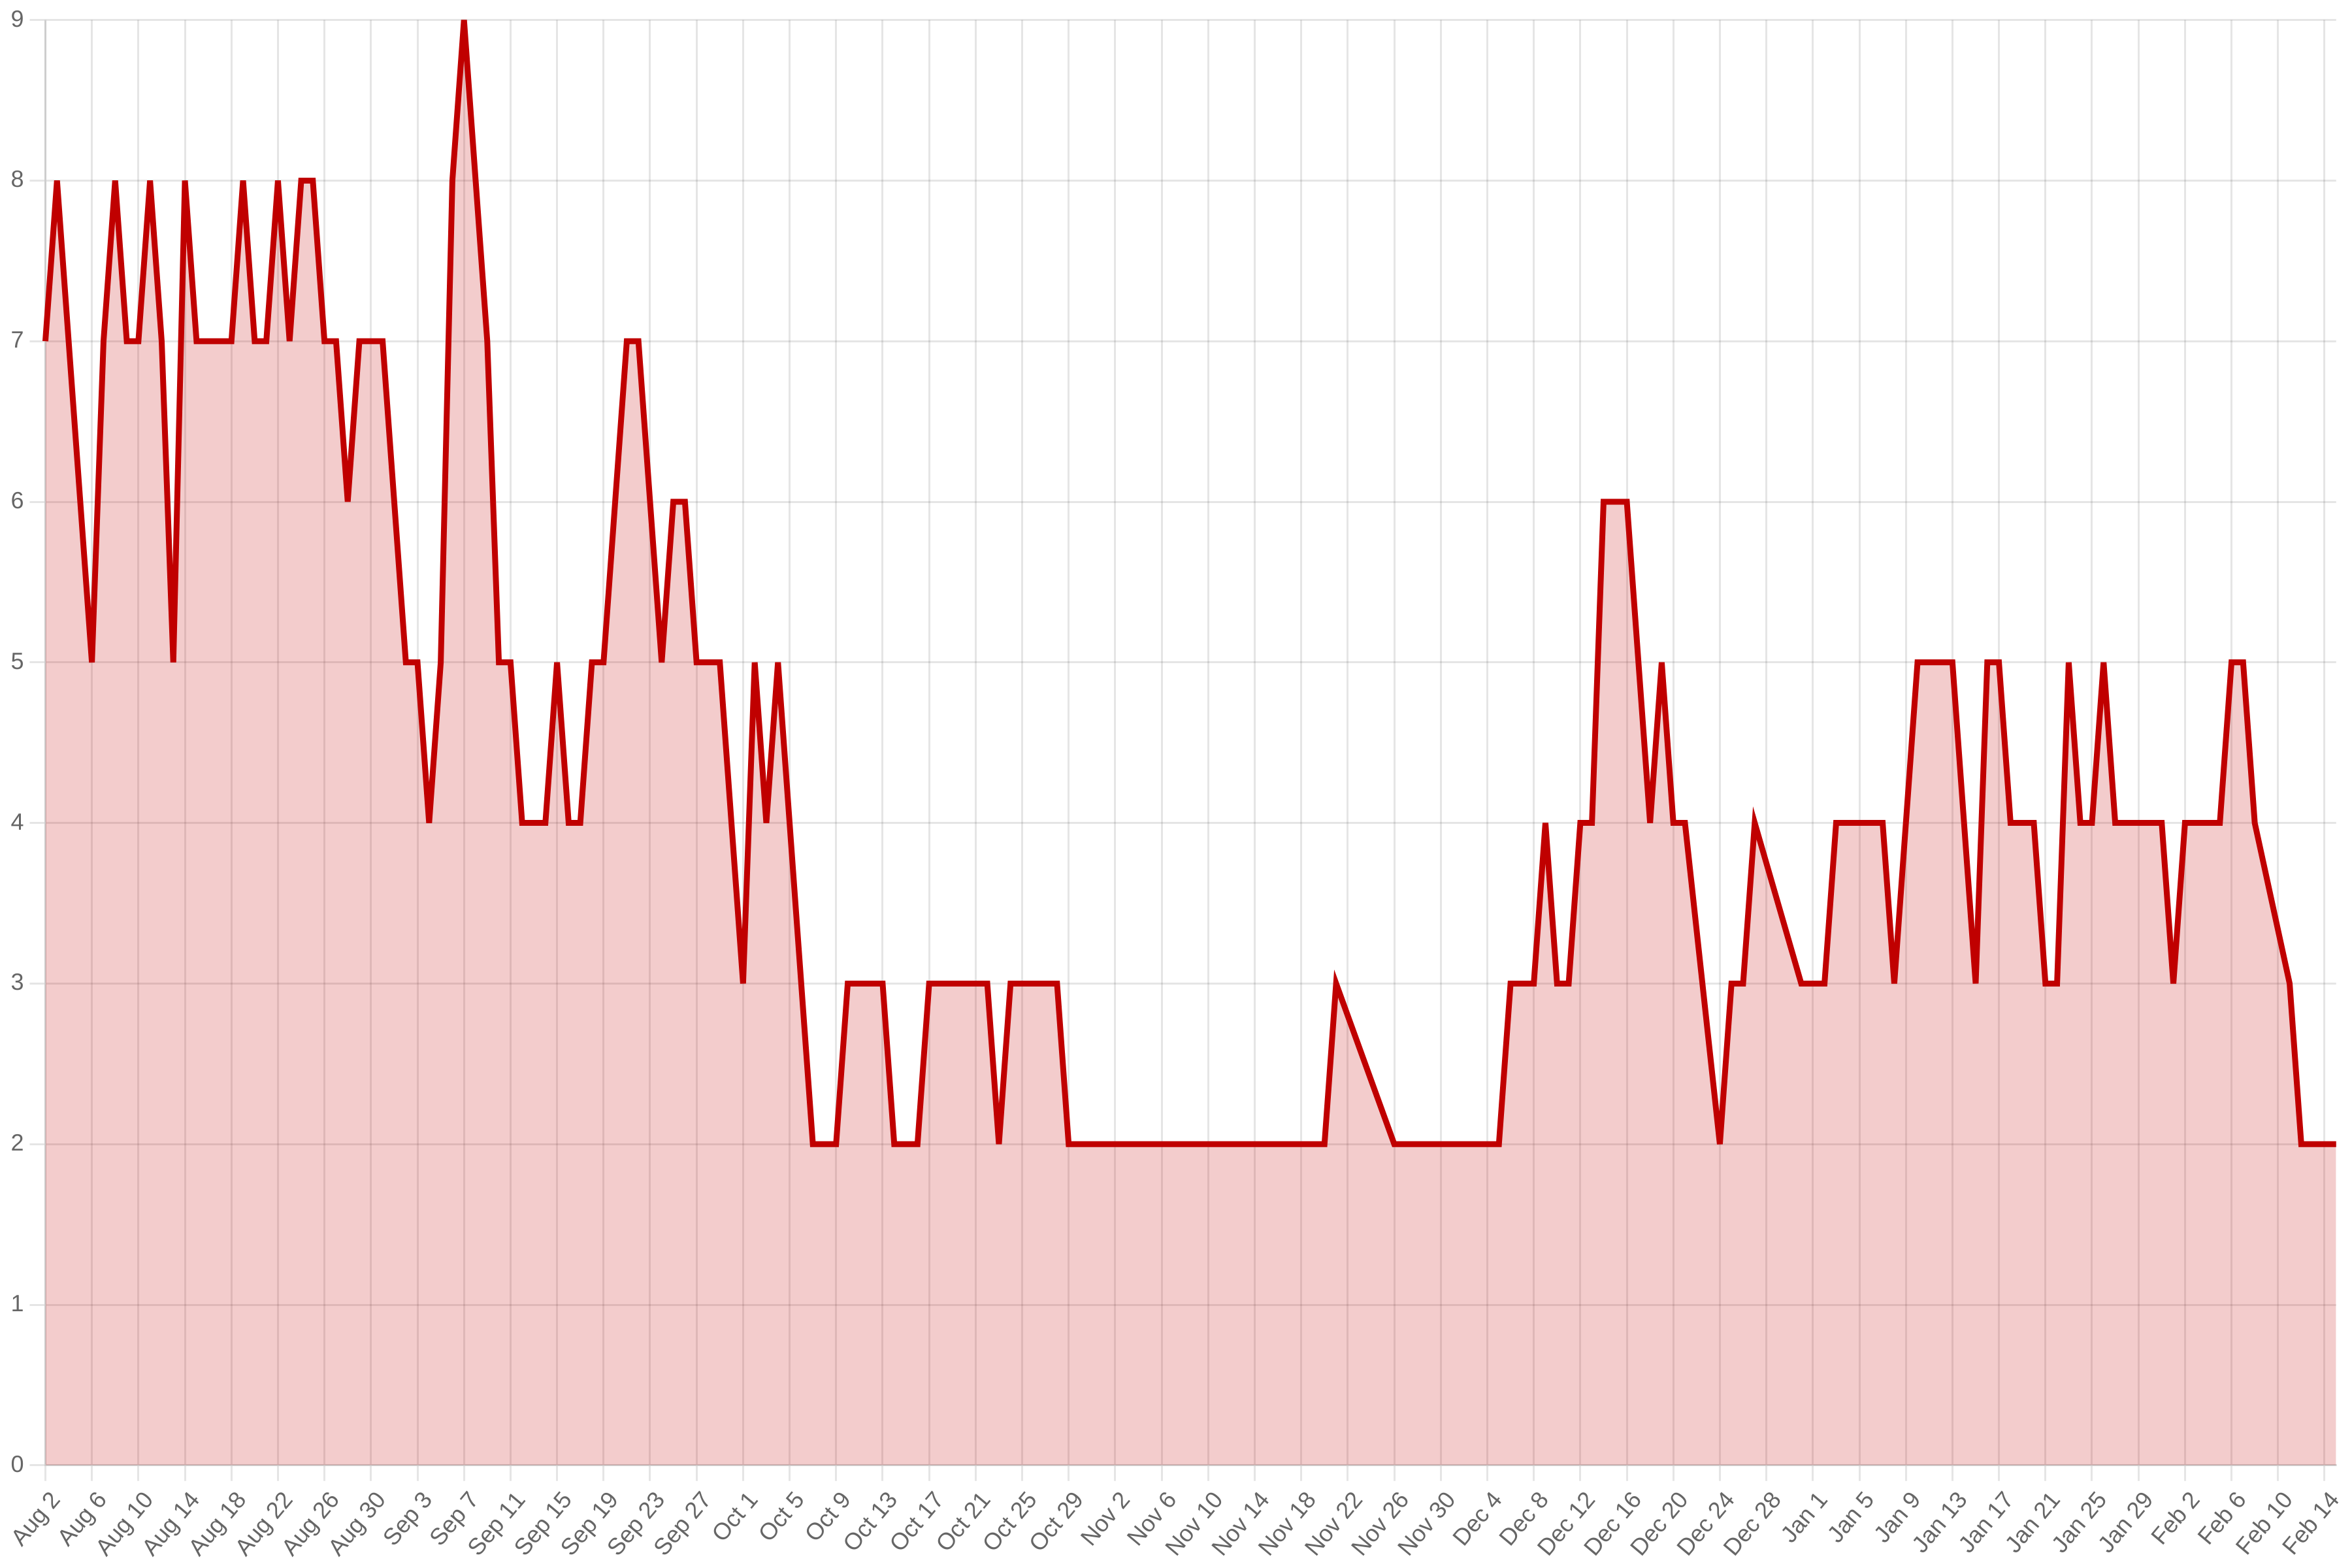 9
8
7
6
5
4
3
2
1
0
Aug 2
Aug 6
Aug 10
Aug 14
Aug 18
Aug 22
Aug 26
Aug 30
Sep 3
Sep 7
Sep 11
Sep 15
Sep 19
Sep 23
Sep 27
Oct 1
Oct 5
Oct 9
Oct 13
Oct 17
Oct 21
Oct 25
Oct 29
Nov 2
Nov 6
Nov 10
Nov 14
Nov 18
Nov 22
Nov 26
Nov 30
Dec 4
Dec 8
Dec 12
Dec 16
Dec 20
Dec 24
Dec 28
Jan 1
Jan 5
Jan 9
Jan 13
Jan 17
Jan 21
Jan 25
Jan 29
Feb 2
Feb 6
Feb 10
Feb 14